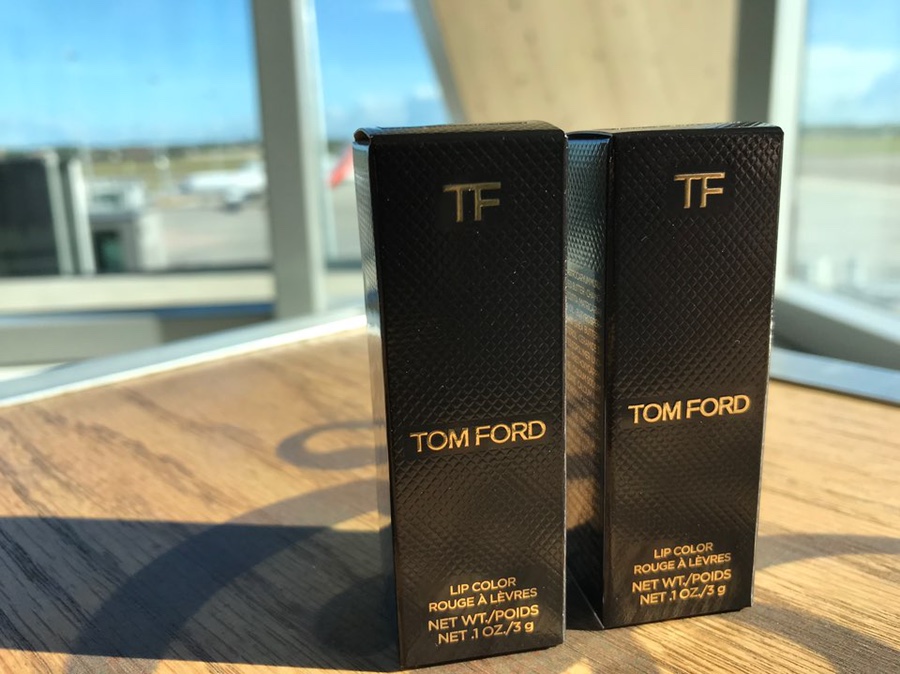 TF
TOM FORD
LIP COLOR
ROUGE À LÈVRES
NET WT./POIDS
NET .1 OZ./3 g
TF
TOM FORD
LIP COLOR
ROUGE À LÈVRES
NET WT./POIDS
NET .1 OZ./3 g